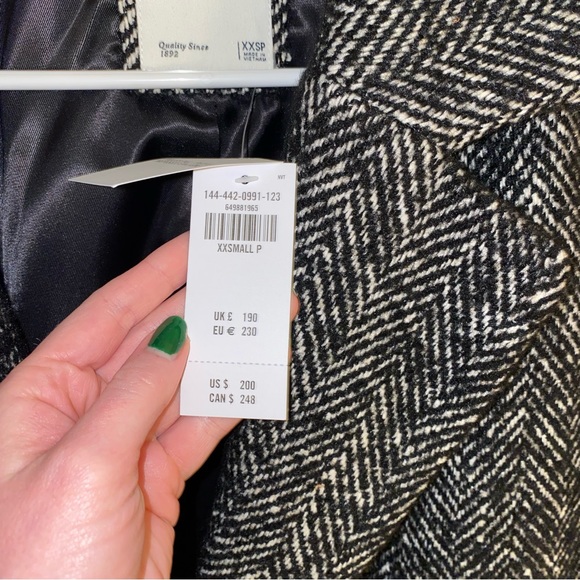 Quality Since
1892
XXSP
MADE IN
VIETNAM
144-442-0991-123
649881965
XXSMALL P
UK £ 190
EU € 230
US $ 200
CAN $ 248